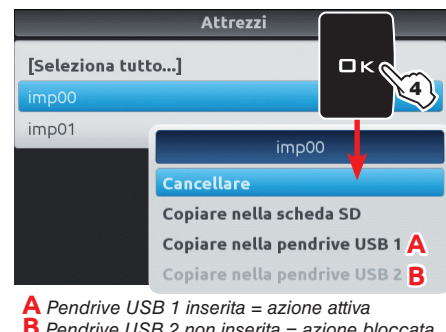 Attrezzi
[Seleziona tutto...]
OK
4
imp00
imp01
imp00
Cancellare
Copiare nella scheda SD
Copiare nella pendrive USB 1 A
Copiare nella pendrive USB 2 B
A Pendrive USB 1 inserita = azione attiva
B Pendrive USB 2 non inserita = azione bloccata